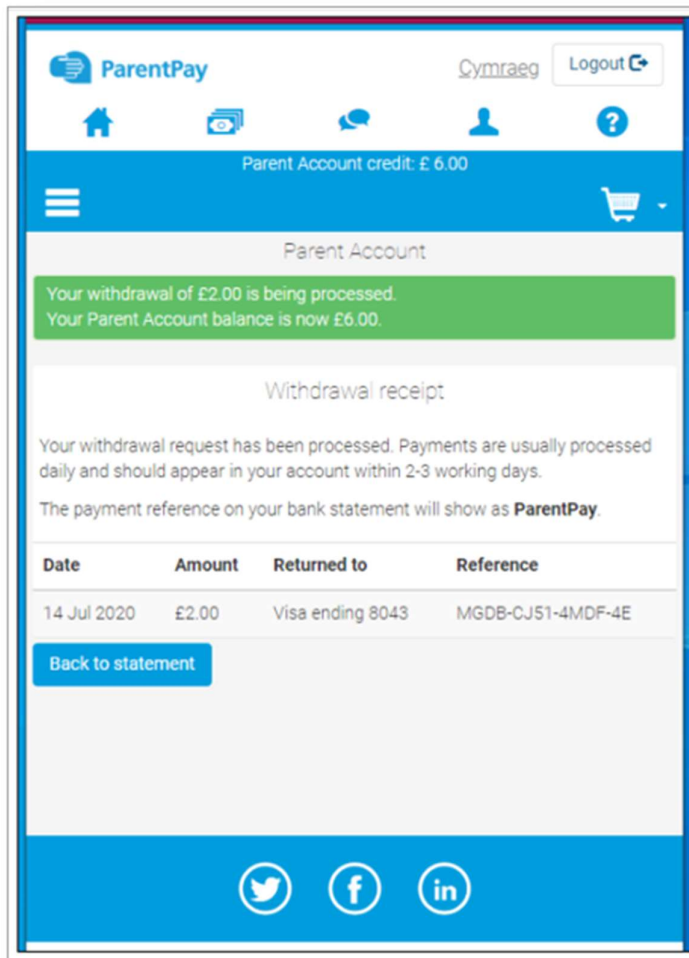 ParentPay
Cymraeg
Logout
Parent Account credit: £ 6.00
Parent Account
Your withdrawal of £2.00 is being processed.
Your Parent Account balance is now £6.00.
Withdrawal receipt
Your withdrawal request has been processed. Payments are usually processed
daily and should appear in your account within 2-3 working days.
The payment reference on your bank statement will show as ParentPay.
Date Amount Returned to Reference
14 Jul 2020 £2.00 Visa ending 8043 MGDB-CJ51-4MDF-4E
Back to statement